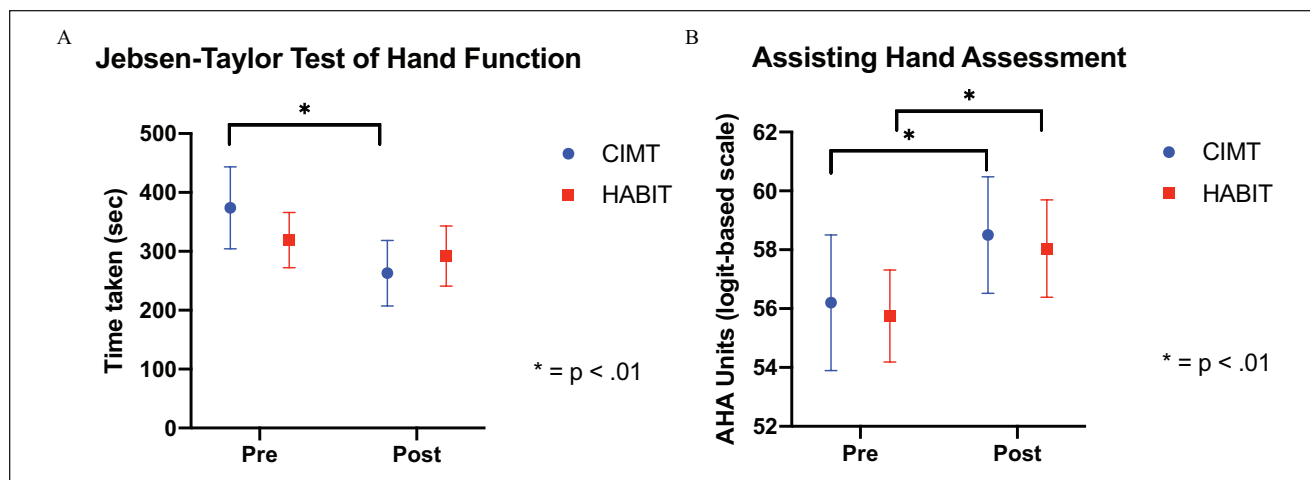 A
Jebsen-Taylor Test of Hand Function
*
500
400
300
200
100
0
Time taken (sec)
Pre
Post
CIMT
HABIT
* = p < .01
B
Assisting Hand Assessment
*
*
62
60
58
56
54
52
AHA Units (logit-based scale)
Pre
Post
CIMT
HABIT
* = p < .01